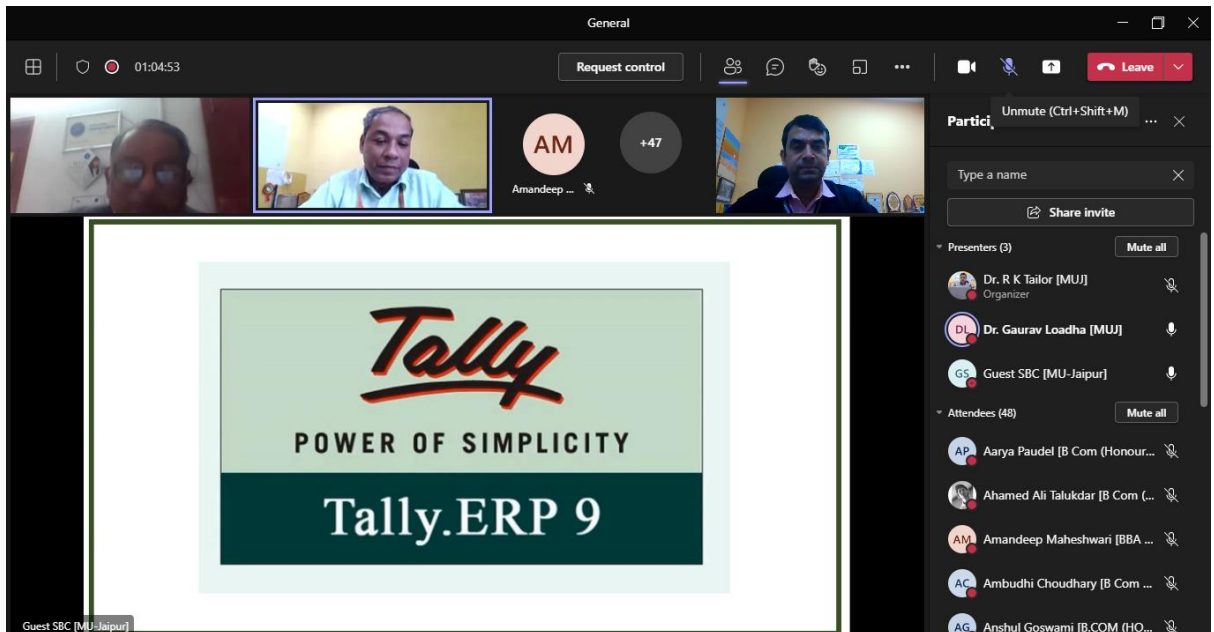 General
01:04:53
Request control
Leave
Unmute (Ctrl+Shift+M)
Partici
AM
+47
Amandeep ...
Type a name
Share invite
Presenters (3)
Mute all
Dr. R K Tailor [MUJ]
Organizer
DL
Dr. Gaurav Loadha [MUJ]
GS
Guest SBC [MU-Jaipur]
Attendees (48)
Mute all
AP
Aarya Paudel [B Com (Honour...
Ahamed Ali Talukdar [B Com (...
AM
Amandeep Maheshwari [BBA ...
AC
Ambudhi Choudhary [B Com ...
AG
Anshul Goswami [B.COM (HO...
Tally
POWER OF SIMPLICITY
Tally.ERP 9
Guest SBC [MU-Jaipur]